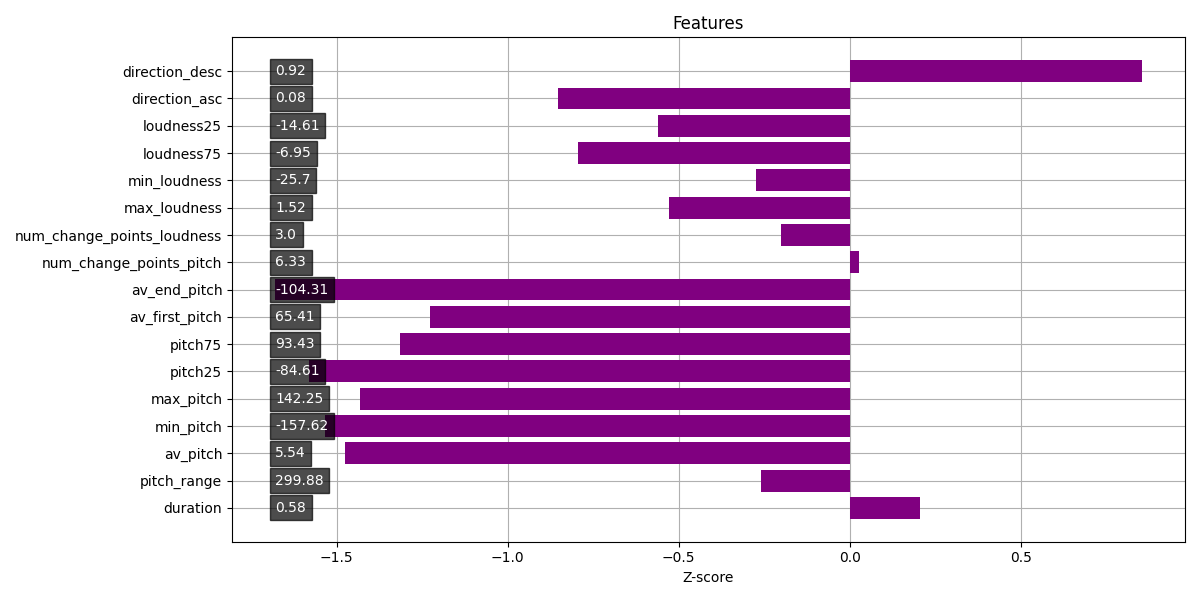 Features
direction_desc 0.92
direction_asc 0.08
loudness25 -14.61
loudness75 -6.95
min_loudness -25.7
max_loudness 1.52
num_change_points_loudness 3.0
num_change_points_pitch 6.33
av_end_pitch -104.31
av_first_pitch 65.41
pitch75 93.43
pitch25 -84.61
max_pitch 142.25
min_pitch -157.62
av_pitch 5.54
pitch_range 299.88
duration 0.58
−1.5 −1.0 −0.5 0.0 0.5
Z-score